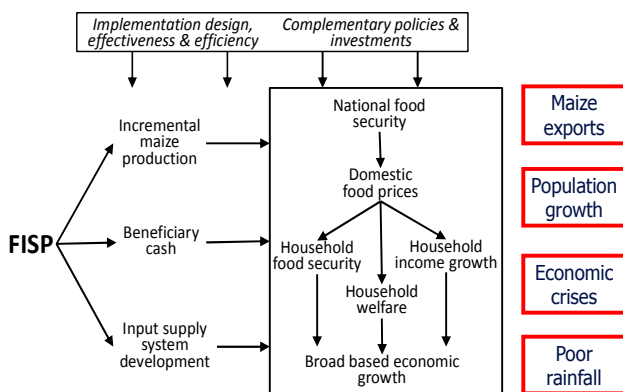 Implementation design,
effectiveness & efficiency
Complementary policies &
investments
National food
security
Maize
exports
Incremental
maize
production
Domestic
food prices
Population
growth
FISP
Beneficiary
cash
Household
food security
Household
income growth
Household
welfare
Economic
crises
Input supply
system
development
Broad based economic
growth
Poor
rainfall